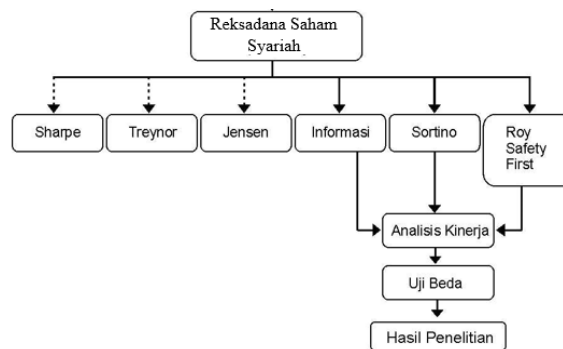 Reksadana Saham
Syariah
Sharpe
Treynor
Jensen
Informasi
Sortino
Roy
Safety
First
Analisis Kinerja
Uji Beda
Hasil Penelitian